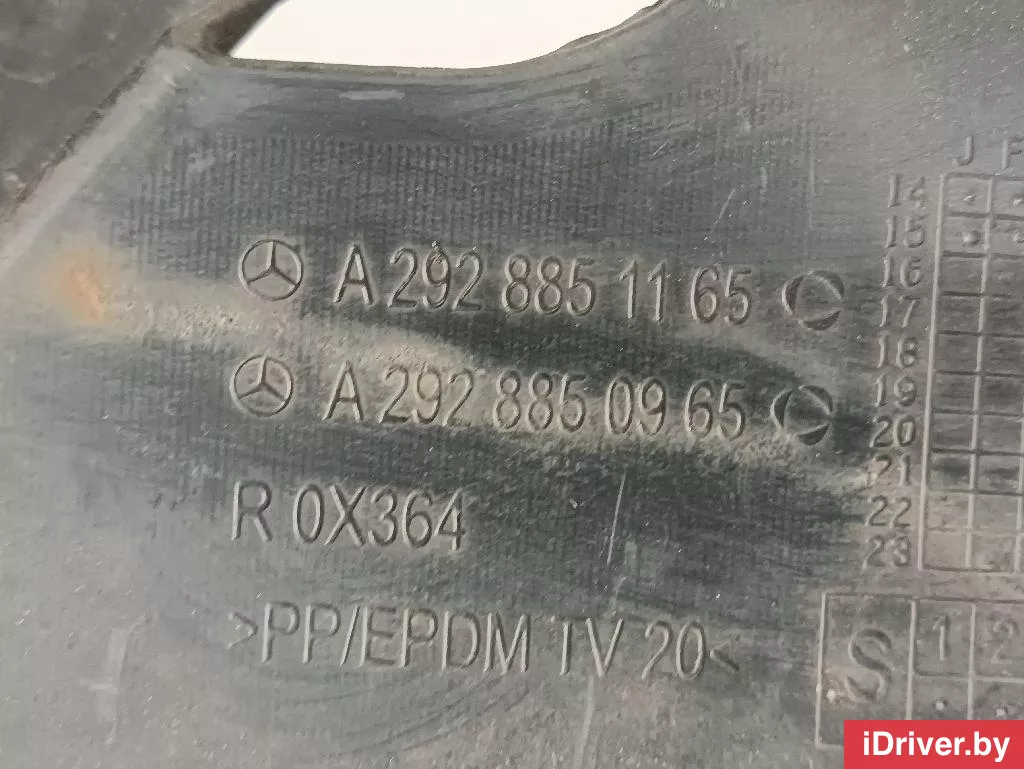 A 292 885 11 65
A 292 885 09 65
R 0X364
>PP/EPDM TV 20<
J F
14
15
16
17
18
19
20
21
22
23
S 1 2
iDriver.by